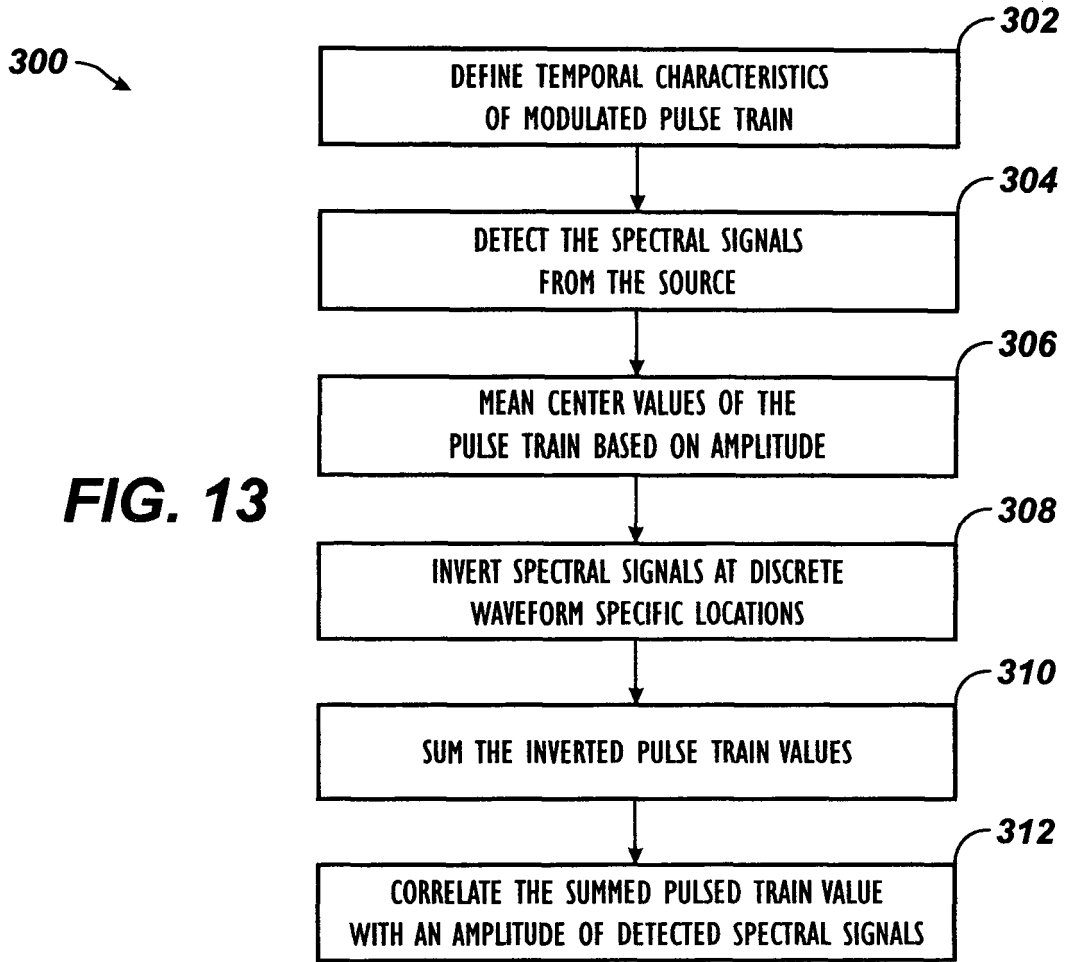 300
302
DEFINE TEMPORAL CHARACTERISTICS
OF MODULATED PULSE TRAIN
304
DETECT THE SPECTRAL SIGNALS
FROM THE SOURCE
306
MEAN CENTER VALUES OF THE
PULSE TRAIN BASED ON AMPLITUDE
FIG. 13
308
INVERT SPECTRAL SIGNALS AT DISCRETE
WAVEFORM SPECIFIC LOCATIONS
310
SUM THE INVERTED PULSE TRAIN VALUES
312
CORRELATE THE SUMMED PULSED TRAIN VALUE
WITH AN AMPLITUDE OF DETECTED SPECTRAL SIGNALS